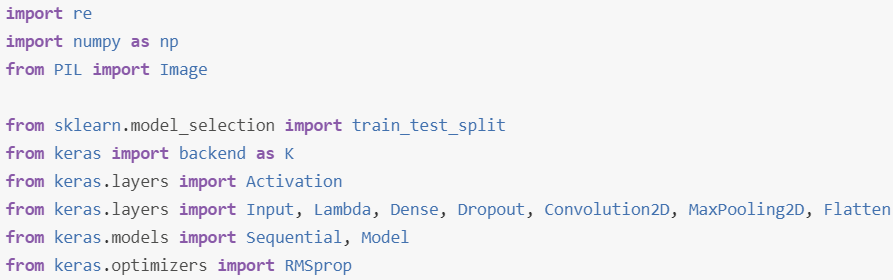 import re
import numpy as np
from PIL import Image
from sklearn.model_selection import train_test_split
from keras import backend as K
from keras.layers import Activation
from keras.layers import Input, Lambda, Dense, Dropout, Convolution2D, MaxPooling2D, Flatten
from keras.models import Sequential, Model
from keras.optimizers import RMSprop